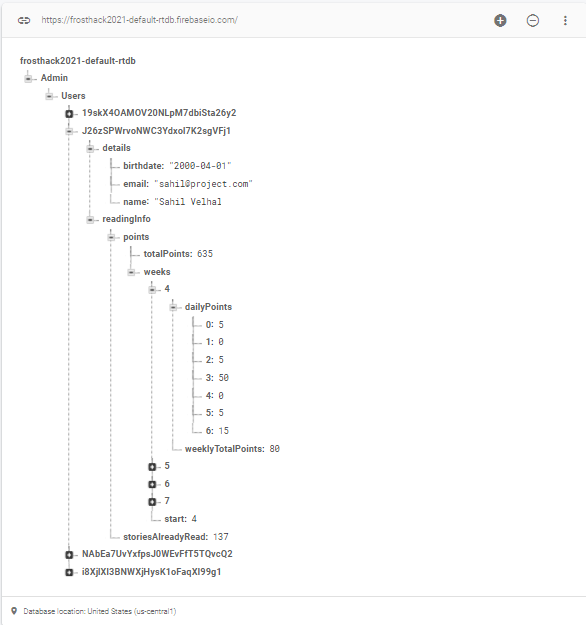 https://frosthack2021-default-rtdb.firebaseio.com/
frosthack2021-default-rtdb
Admin
Users
19skX4OAMOV20NLpM7dbiSta26y2
J26zSPWrvoNWC3Ydxol7K2sgVFj1
details
birthdate: "2000-04-01"
email: "sahil@project.com"
name: "Sahil Velhal
readingInfo
points
totalPoints: 635
weeks
4
dailyPoints
0: 5
1: 0
2: 5
3: 50
4: 0
5: 5
6: 15
weeklyTotalPoints: 80
5
6
7
start: 4
storiesAlreadyRead: 137
NAbEa7UvYxfpsJ0WEvFfT5TQvcQ2
i8XjlXI3BNWXjHysK1oFaqXI99g1
Database location: United States (us-central1)